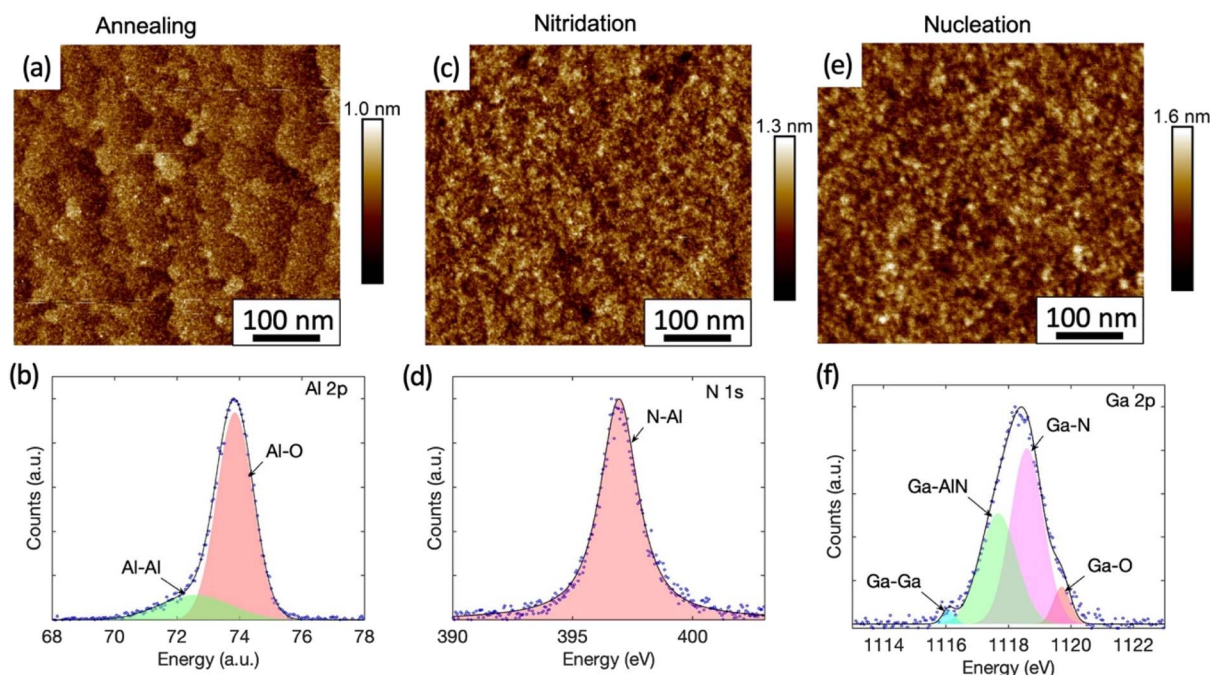 Annealing
Nitridation
Nucleation
(a)
1.0 nm
100 nm
(c)
1.3 nm
100 nm
(e)
1.6 nm
100 nm
(b)
Al 2p
Al-O
Al-Al
Counts (a.u.)
68 70 72 74 76 78
Energy (a.u.)
(d)
N 1s
N-Al
Counts (a.u.)
390 395 400
Energy (eV)
(f)
Ga 2p
Ga-N
Ga-AlN
Ga-O
Ga-Ga
Counts (a.u.)
1114 1116 1118 1120 1122
Energy (eV)